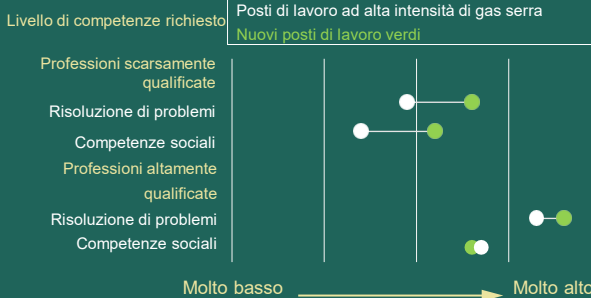 Livello di competenze richiesto
Posti di lavoro ad alta intensità di gas serra
Nuovi posti di lavoro verdi
Professioni scarsamente
qualificate
Risoluzione di problemi
Competenze sociali
Professioni altamente
qualificate
Risoluzione di problemi
Competenze sociali
Molto basso
Molto alto